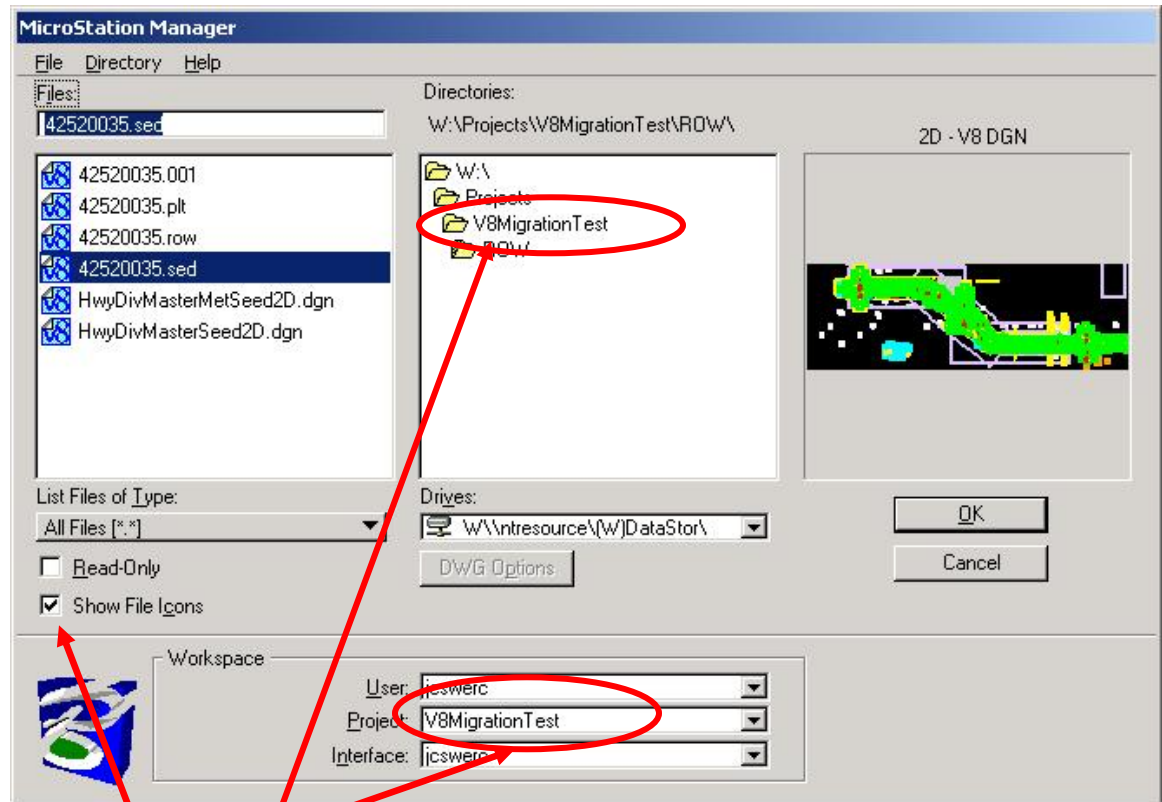 MicroStation Manager
File Directory Help
Files:
42520035.sed
42520035.001
42520035.plt
42520035.row
42520035.sed
HwyDivMasterMetSeed2D.dgn
HwyDivMasterSeed2D.dgn
List Files of Type:
All Files [*.*]
Read-Only
Show File Icons
Directories:
W:\Projects\V8MigrationTest\ROW\
W:\
Projects
V8MigrationTest
ROW
Drives:
W\\ntresource\(W)DataStor\
DWG Options
2D - V8 DGN
OK
Cancel
Workspace
User: jcswerc
Project: V8MigrationTest
Interface: jcswerc